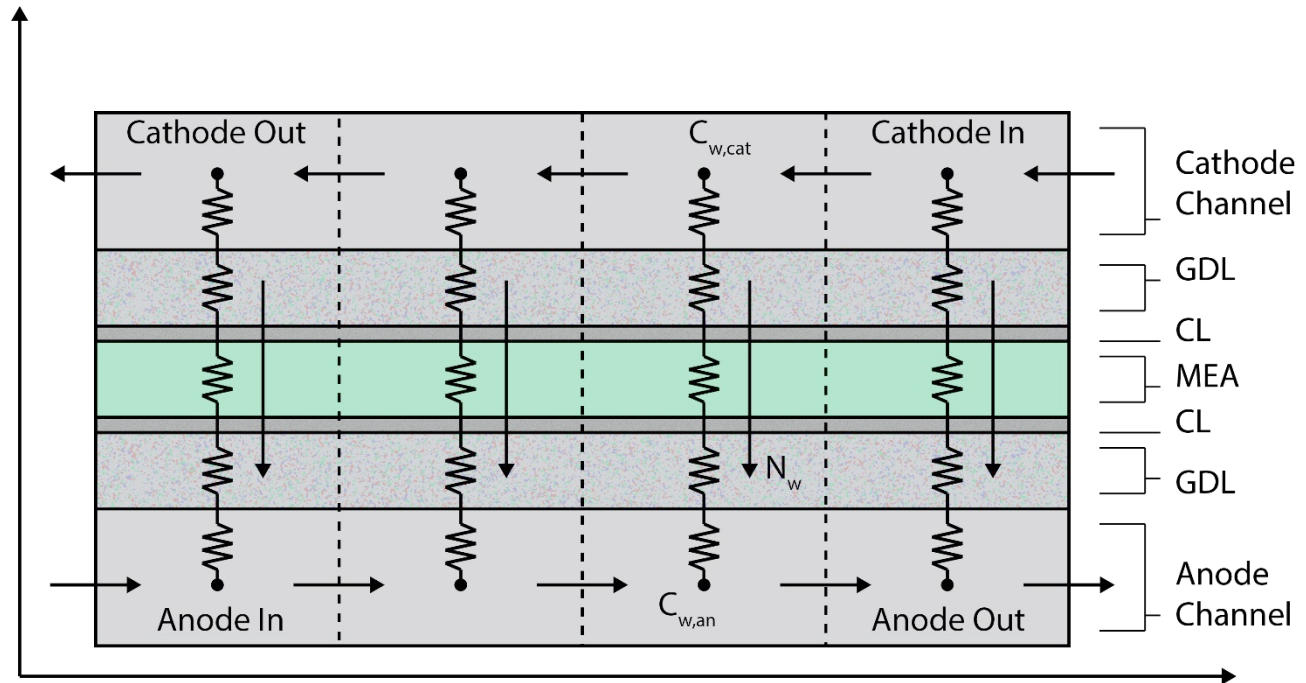 Cathode Out
C_w,cat
Cathode In
Cathode
Channel
GDL
CL
MEA
CL
N_w
GDL
Anode In
C_w,an
Anode Out
Anode
Channel